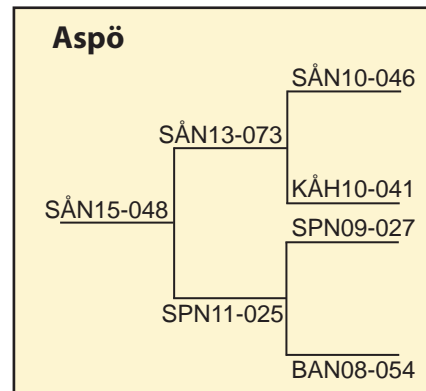 Aspö
SÅN10-046
SÅN13-073
KÅH10-041
SÅN15-048
SPN09-027
SPN11-025
BAN08-054